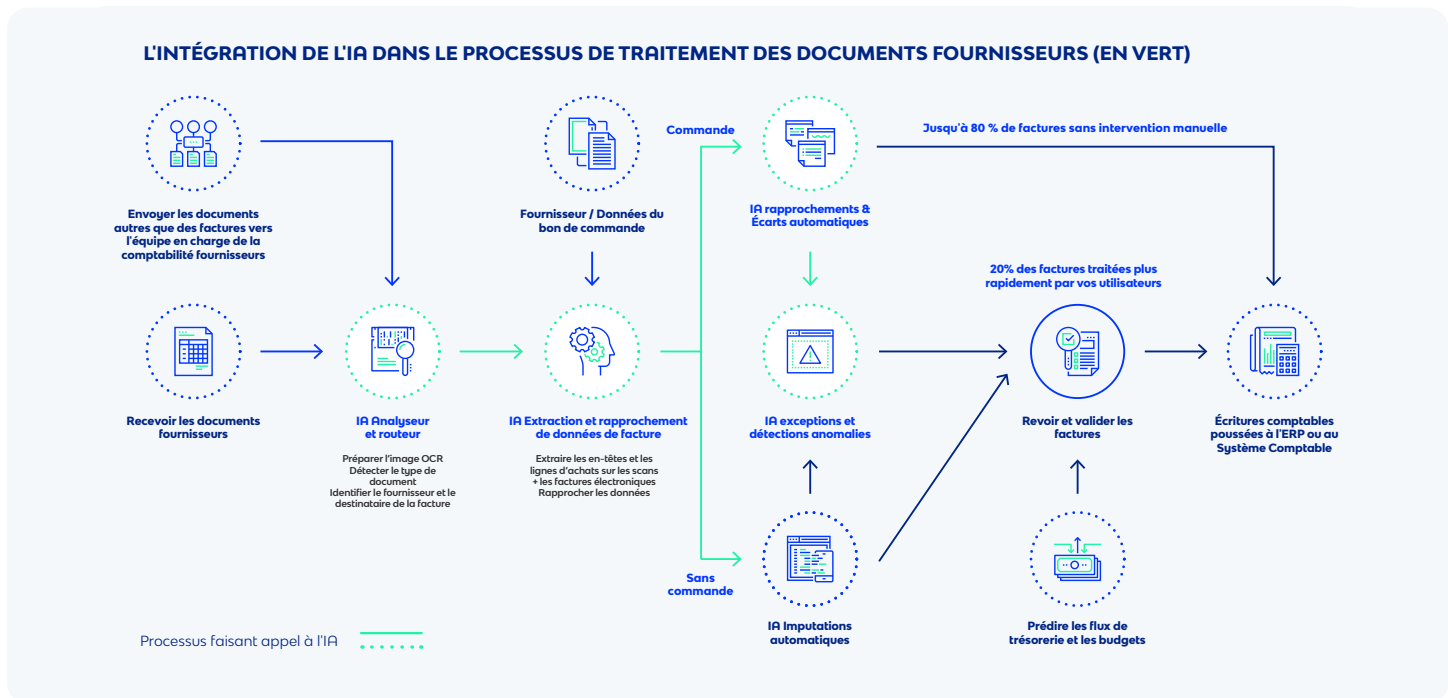 L'INTÉGRATION DE L'IA DANS LE PROCESSUS DE TRAITEMENT DES DOCUMENTS FOURNISSEURS (EN VERT)
Envoyer les documents
autres que des factures vers
l'équipe en charge de la
comptabilité fournisseurs
Fournisseur / Données du
bon de commande
Commande
IA rapprochements &
Écarts automatiques
Jusqu'à 80 % de factures sans intervention manuelle
20% des factures traitées plus
rapidement par vos utilisateurs
Recevoir les documents
fournisseurs
IA Analyseur
et routeur
Préparer l'image OCR
Détecter le type de
document
Identifier le fournisseur et le
destinataire de la facture
IA Extraction et rapprochement
de données de facture
Extraire les en-têtes et les
lignes d'achats sur les scans
+ les factures électroniques
Rapprocher les données
IA exceptions et
détections anomalies
Revoir et valider les
factures
Écritures comptables
poussées à l'ERP ou au
Système Comptable
Sans
commande
IA Imputations
automatiques
Prédire les flux de
trésorerie et les budgets
Processus faisant appel à l'IA